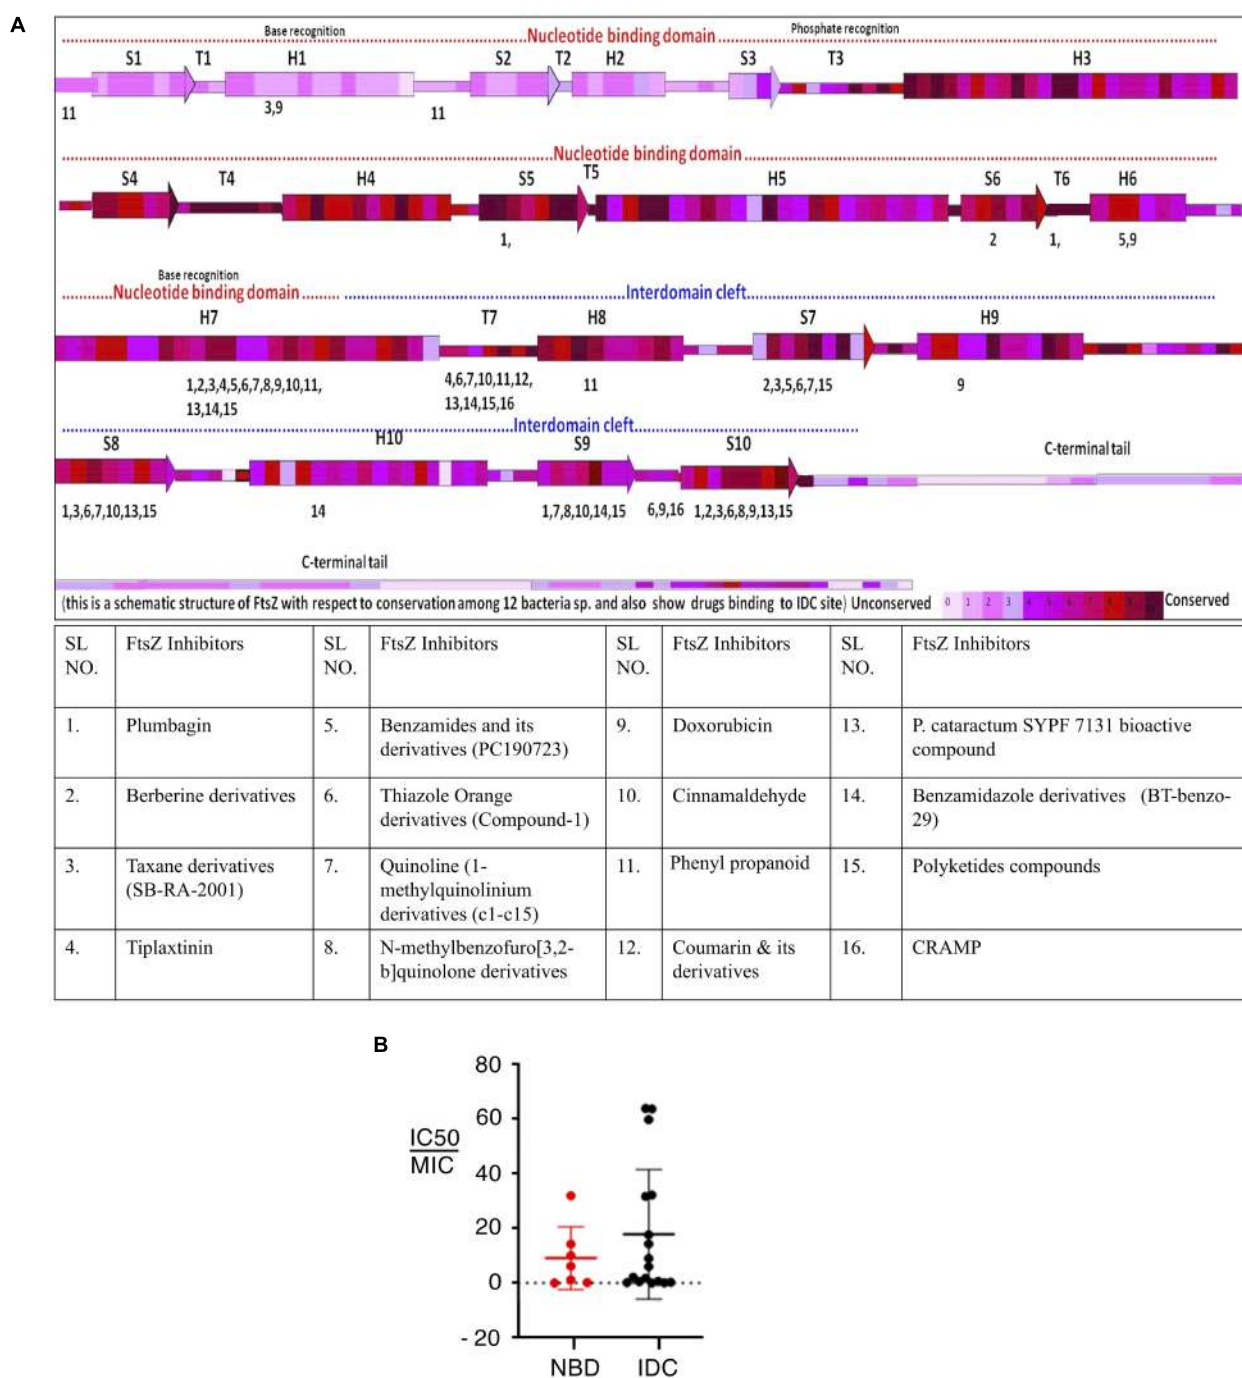 A
Base recognition
Nucleotide binding domain
Phosphate recognition
S1 T1 H1 S2 T2 H2 S3 T3 H3
11 3,9 11
Nucleotide binding domain
S4 T4 H4 S5 T5 H5 S6 T6 H6
1, 2 1, 5,9
Base recognition
Nucleotide binding domain Interdomain cleft
H7 T7 H8 S7 H9
1,2,3,4,5,6,7,8,9,10,11, 4,6,7,10,11,12, 11 2,3,5,6,7,15 9
13,14,15 13,14,15,16
Interdomain cleft
S8 H10 S9 S10 C-terminal tail
1,3,6,7,10,13,15 14 1,7,8,10,14,15 6,9,16 1,2,3,6,8,9,13,15
C-terminal tail
(this is a schematic structure of FtsZ with respect to conservation among 12 bacteria sp. and also show drugs binding to IDC site) Unconserved 0 1 2 3 Conserved
SL NO. FtsZ Inhibitors SL NO. FtsZ Inhibitors SL NO. FtsZ Inhibitors SL NO. FtsZ Inhibitors
1. Plumbagin 5. Benzamides and its derivatives (PC190723) 9. Doxorubicin 13. P. cataractum SYPF 7131 bioactive compound
2. Berberine derivatives 6. Thiazole Orange derivatives (Compound-1) 10. Cinnamaldehyde 14. Benzamidazole derivatives (BT-benzo-29)
3. Taxane derivatives (SB-RA-2001) 7. Quinoline (1-methylquinolinium derivatives (c1-c15) 11. Phenyl propanoid 15. Polyketides compounds
4. Tiplaxtinin 8. N-methylbenzofuro[3,2-b]quinolone derivatives 12. Coumarin & its derivatives 16. CRAMP
B
80
60
IC50
MIC
40
20
0
- 20
NBD IDC